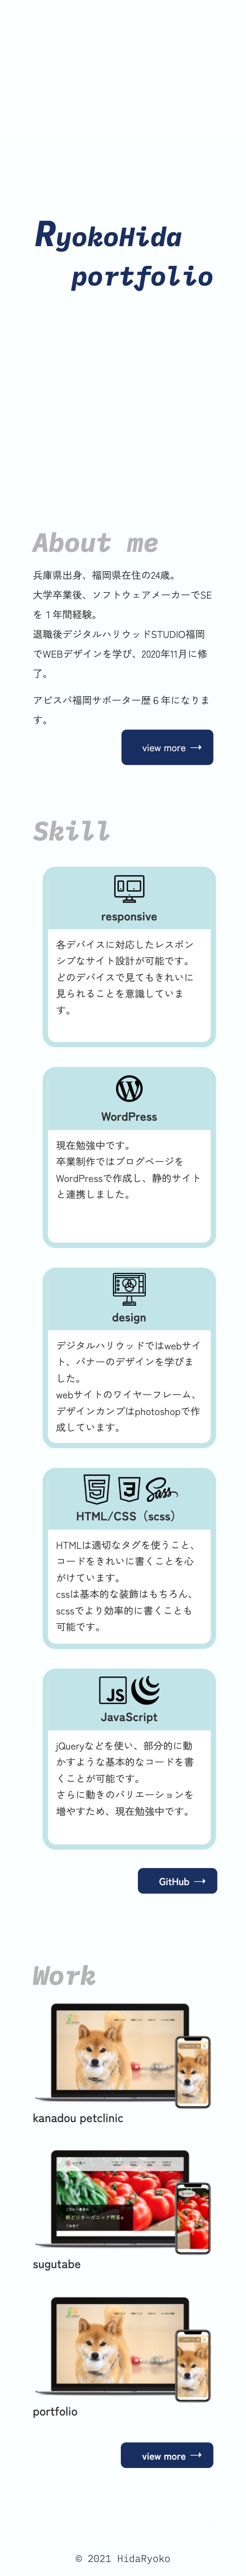 RyokoHida
portfolio
About me
兵庫県出身、福岡県在住の24歳。
大学卒業後、ソフトウェアメーカーでSE
を１年間経験。
退職後デジタルハリウッドSTUDIO福岡
でWEBデザインを学び、2020年11月に修
了。
アビスパ福岡サポーター歴６年になりま
す。
view more →
Skill
responsive
各デバイスに対応したレスポン
シブなサイト設計が可能です。
どのデバイスで見てもきれいに
見られることを意識していま
す。
WordPress
現在勉強中です。
卒業制作ではブログページを
WordPressで作成し、静的サイト
と連携しました。
design
デジタルハリウッドではwebサイ
ト、バナーのデザインを学びま
した。
webサイトのワイヤーフレーム、
デザインカンプはphotoshopで作
成しています。
5 3 Sass
HTML/CSS（scss）
HTMLは適切なタグを使うこと、
コードをきれいに書くことを心
がけています。
cssは基本的な装飾はもちろん、
scssでより効率的に書くことも
可能です。
JS
JavaScript
jQueryなどを使い、部分的に動
かすような基本的なコードを書
くことが可能です。
さらに動きのバリエーションを
増やすため、現在勉強中です。
GitHub →
Work
kanadou petclinic
sugutabe
portfolio
view more →
© 2021 HidaRyoko